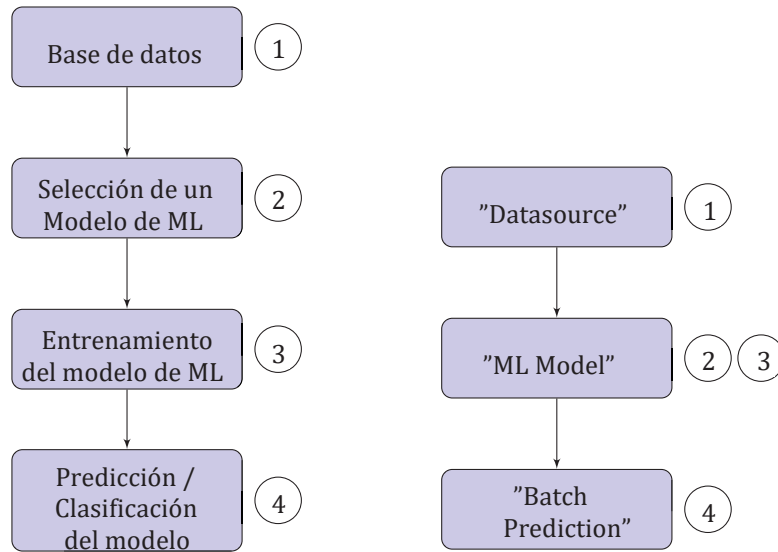 Base de datos
1
Selección de un
Modelo de ML
2
Entrenamiento
del modelo de ML
3
Predicción /
Clasificación
del modelo
4
”Datasource”
1
”ML Model”
2 3
”Batch
Prediction”
4